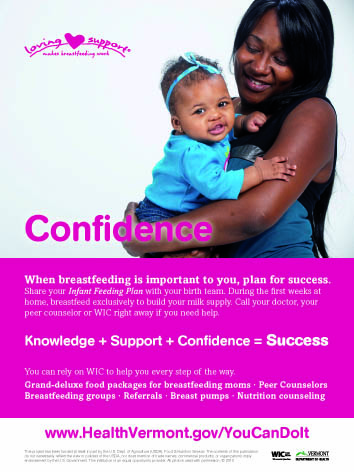 loving support®
makes breastfeeding work
Confidence
When breastfeeding is important to you, plan for success.
Share your Infant Feeding Plan with your birth team. During the first weeks at
home, breastfeed exclusively to build your milk supply. Call your doctor, your
peer counselor or WIC right away if you need help.
Knowledge + Support + Confidence = Success
You can rely on WIC to help you every step of the way.
Grand-deluxe food packages for breastfeeding moms · Peer Counselors
Breastfeeding groups · Referrals · Breast pumps · Nutrition counseling
www.HealthVermont.gov/YouCanDoIt
WIC
VERMONT
DEPARTMENT OF HEALTH